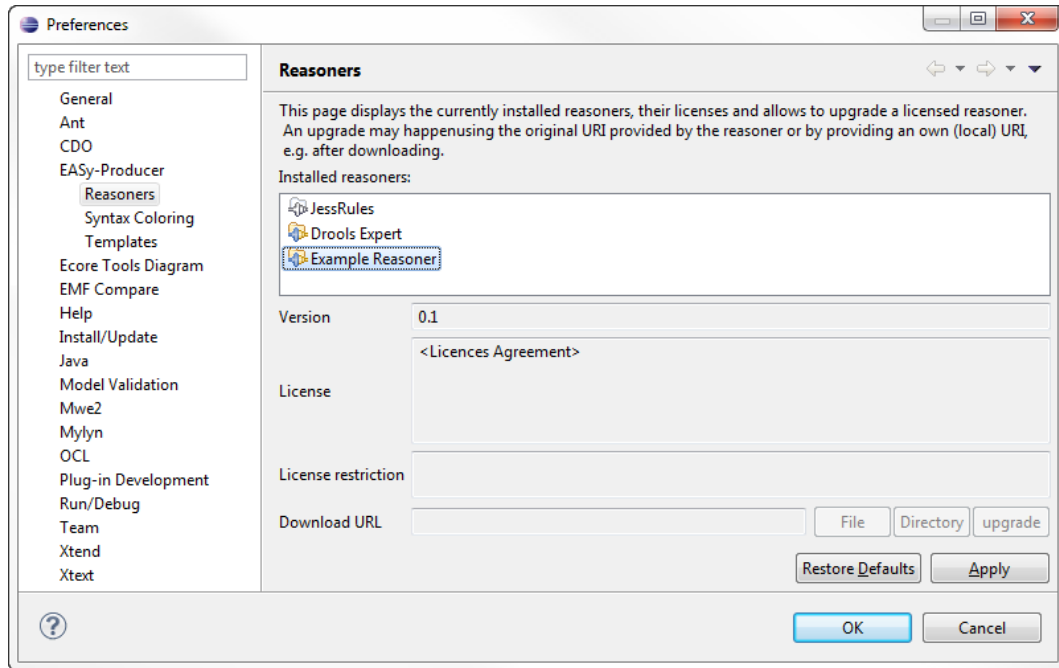 Preferences
type filter text
General
Ant
CDO
EASy-Producer
Reasoners
Syntax Coloring
Templates
Ecore Tools Diagram
EMF Compare
Help
Install/Update
Java
Model Validation
Mwe2
Mylyn
OCL
Plug-in Development
Run/Debug
Team
Xtend
Xtext
Reasoners
This page displays the currently installed reasoners, their licenses and allows to upgrade a licensed reasoner.
An upgrade may happenusing the original URI provided by the reasoner or by providing an own (local) URI,
e.g. after downloading.
Installed reasoners:
JessRules
Drools Expert
Example Reasoner
Version 0.1
<Licences Agreement>
License
License restriction
Download URL File Directory upgrade
Restore Defaults Apply
? OK Cancel